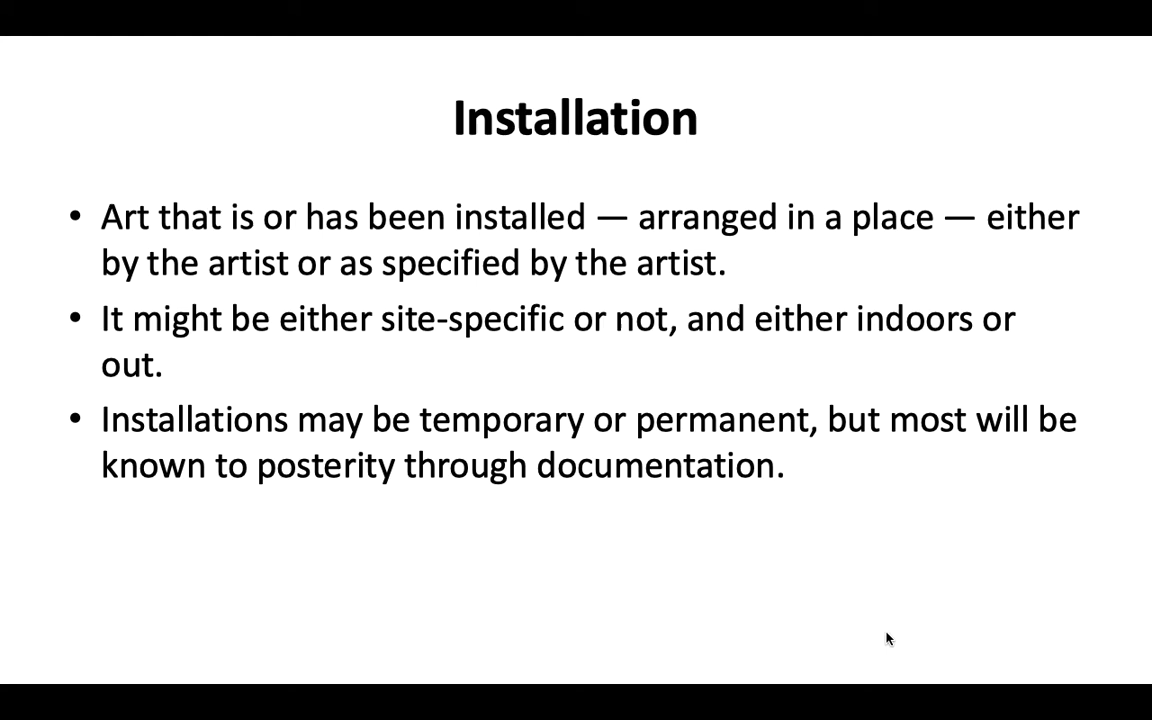 Installation
• Art that is or has been installed — arranged in a place — either
by the artist or as specified by the artist.
• It might be either site-specific or not, and either indoors or
out.
• Installations may be temporary or permanent, but most will be
known to posterity through documentation.